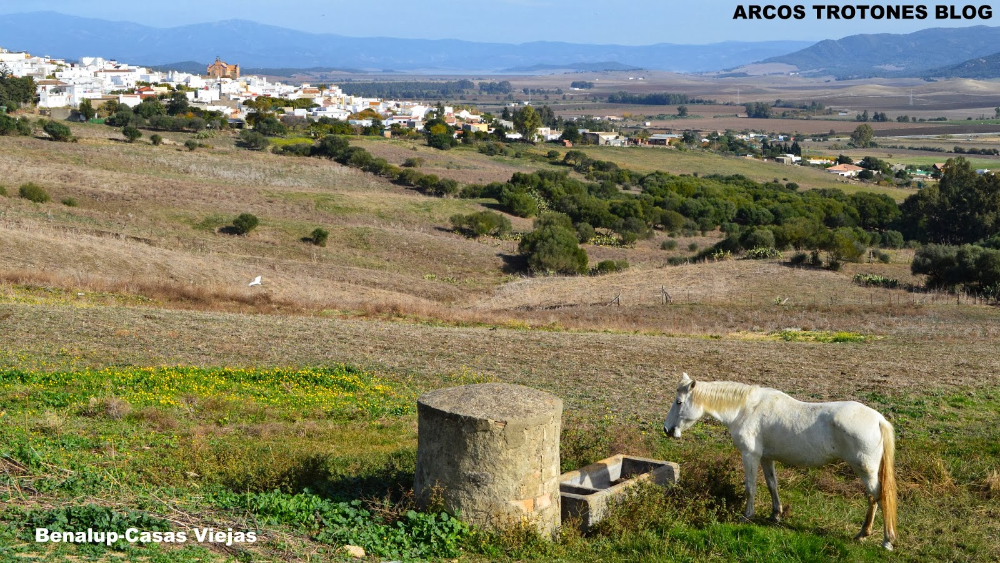 ARCOS TROTONES BLOG
Benalup-Casas Viejas